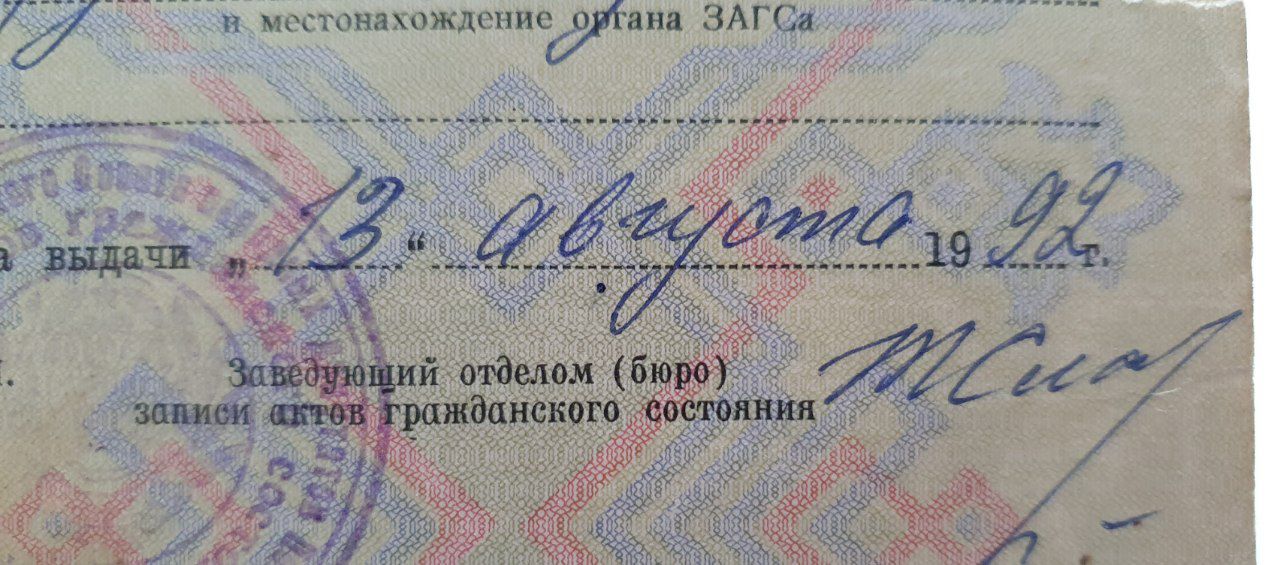 и местонахождение органа ЗАГСа
выдачи „13“ августа 1992 г.
Заведующий отделом (бюро)
записи актов гражданского состояния